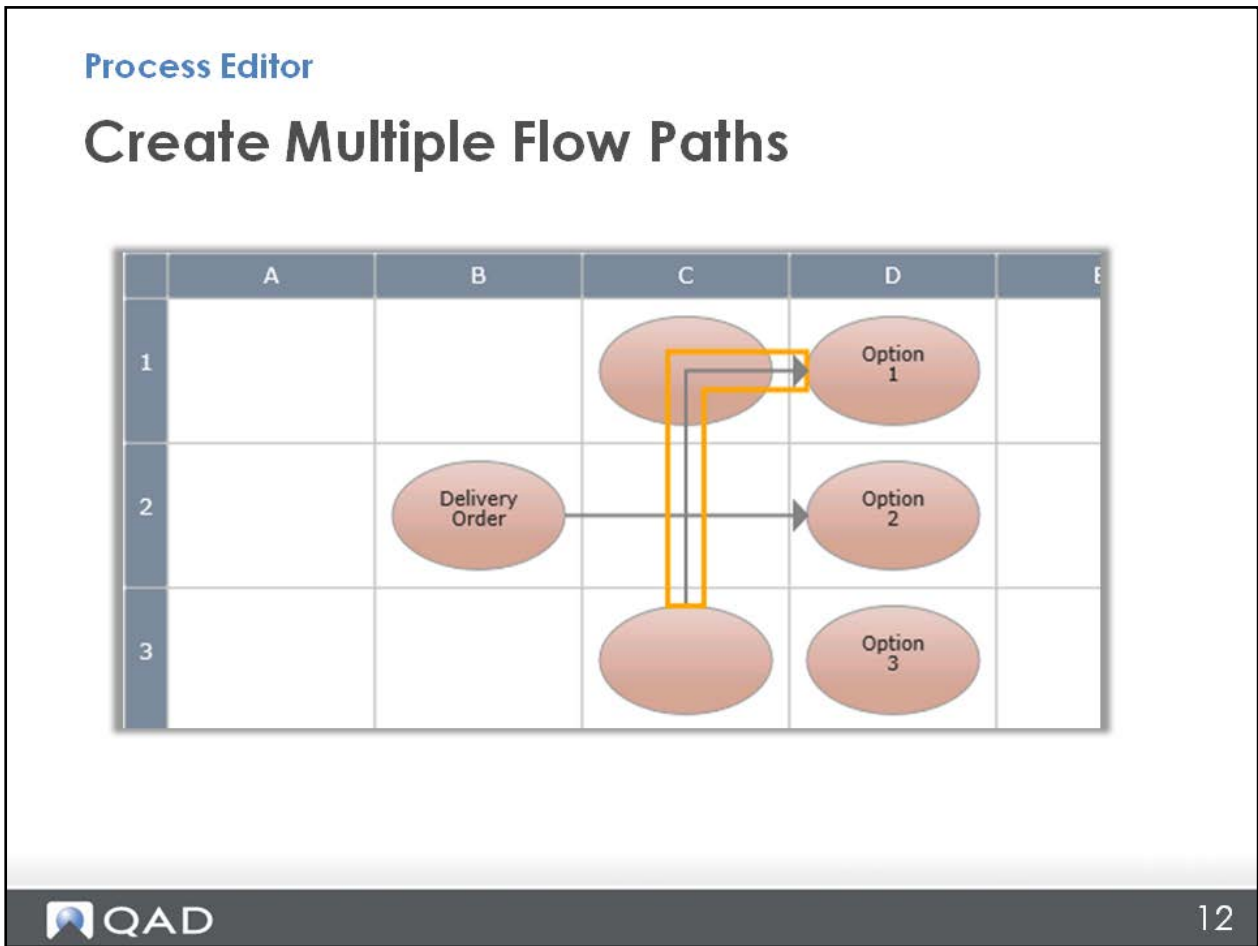 Process Editor
Create Multiple Flow Paths
A B C D E
1
Option
1
2
Delivery
Order
Option
2
3
Option
3
QAD
12